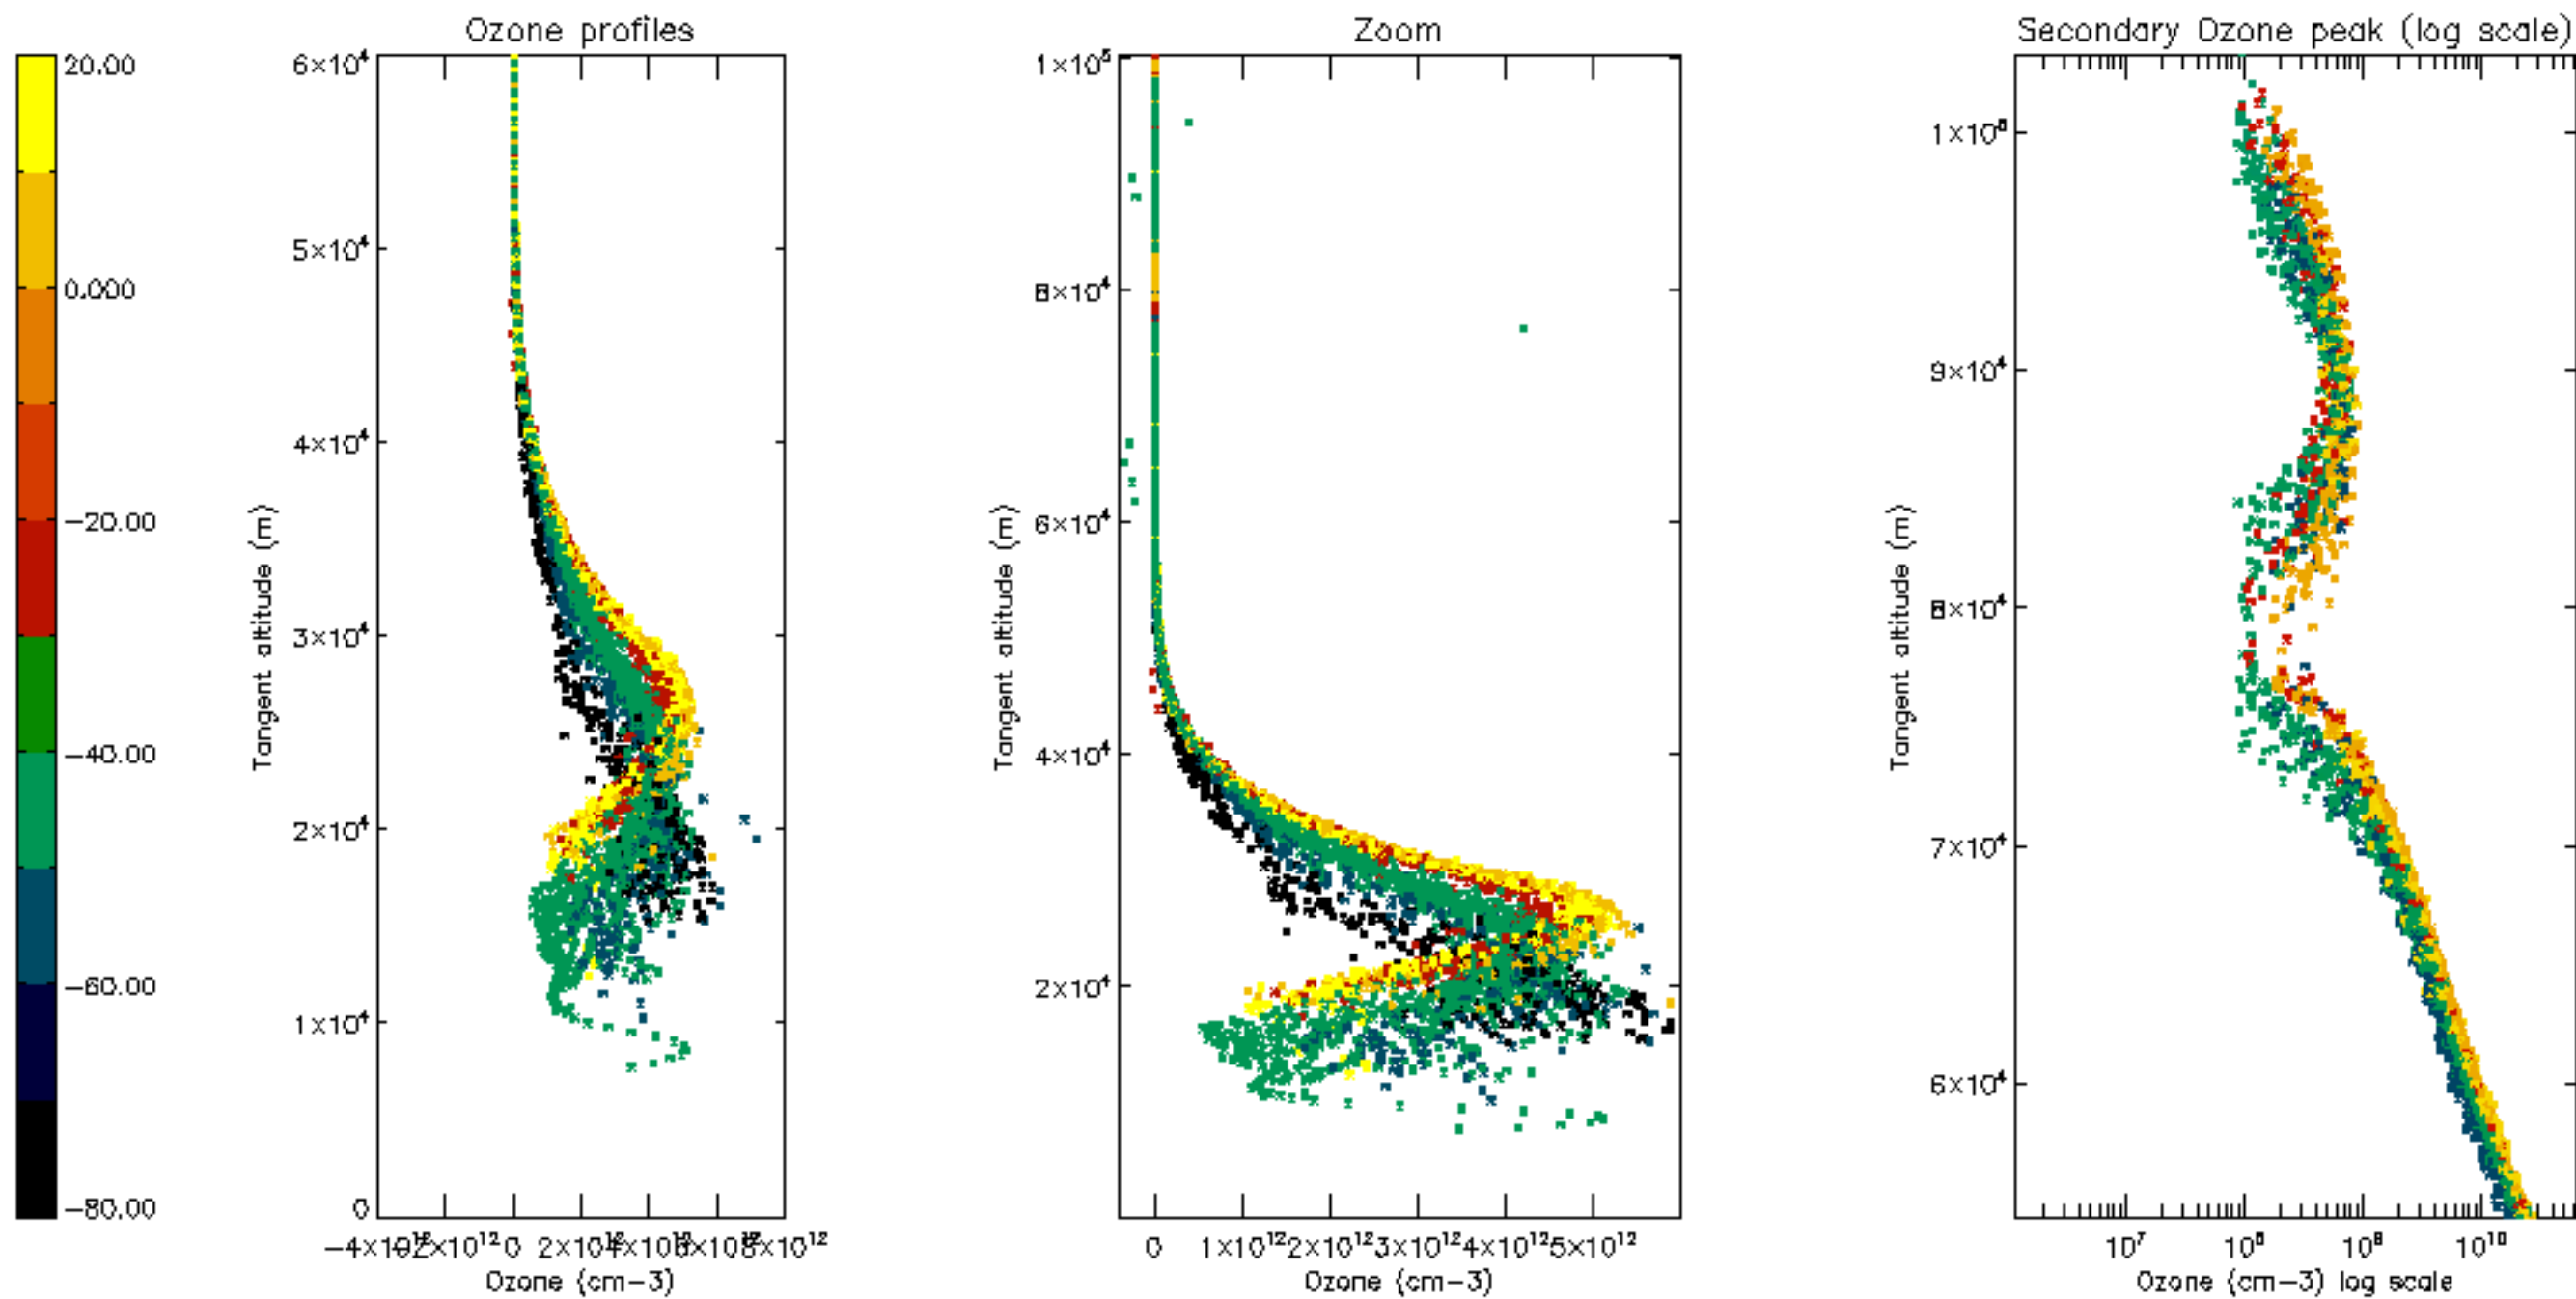 Ozone profiles
Zoom
Secondary Ozone peak (log scale)
20.00
0.000
−20.00
−40.00
−60.00
−80.00
6×10⁴
5×10⁴
4×10⁴
3×10⁴
2×10⁴
1×10⁴
0
Tangent altitude (m)
0
Ozone (cm−3)
1×10⁵
8×10⁴
6×10⁴
4×10⁴
2×10⁴
Tangent altitude (m)
0 1×10¹² 2×10¹² 3×10¹² 4×10¹² 5×10¹²
Ozone (cm−3)
9×10⁴
8×10⁴
7×10⁴
6×10⁴
Tangent altitude (m)
10⁷ 10⁸ 10⁹ 10¹⁰
Ozone (cm−3) log scale